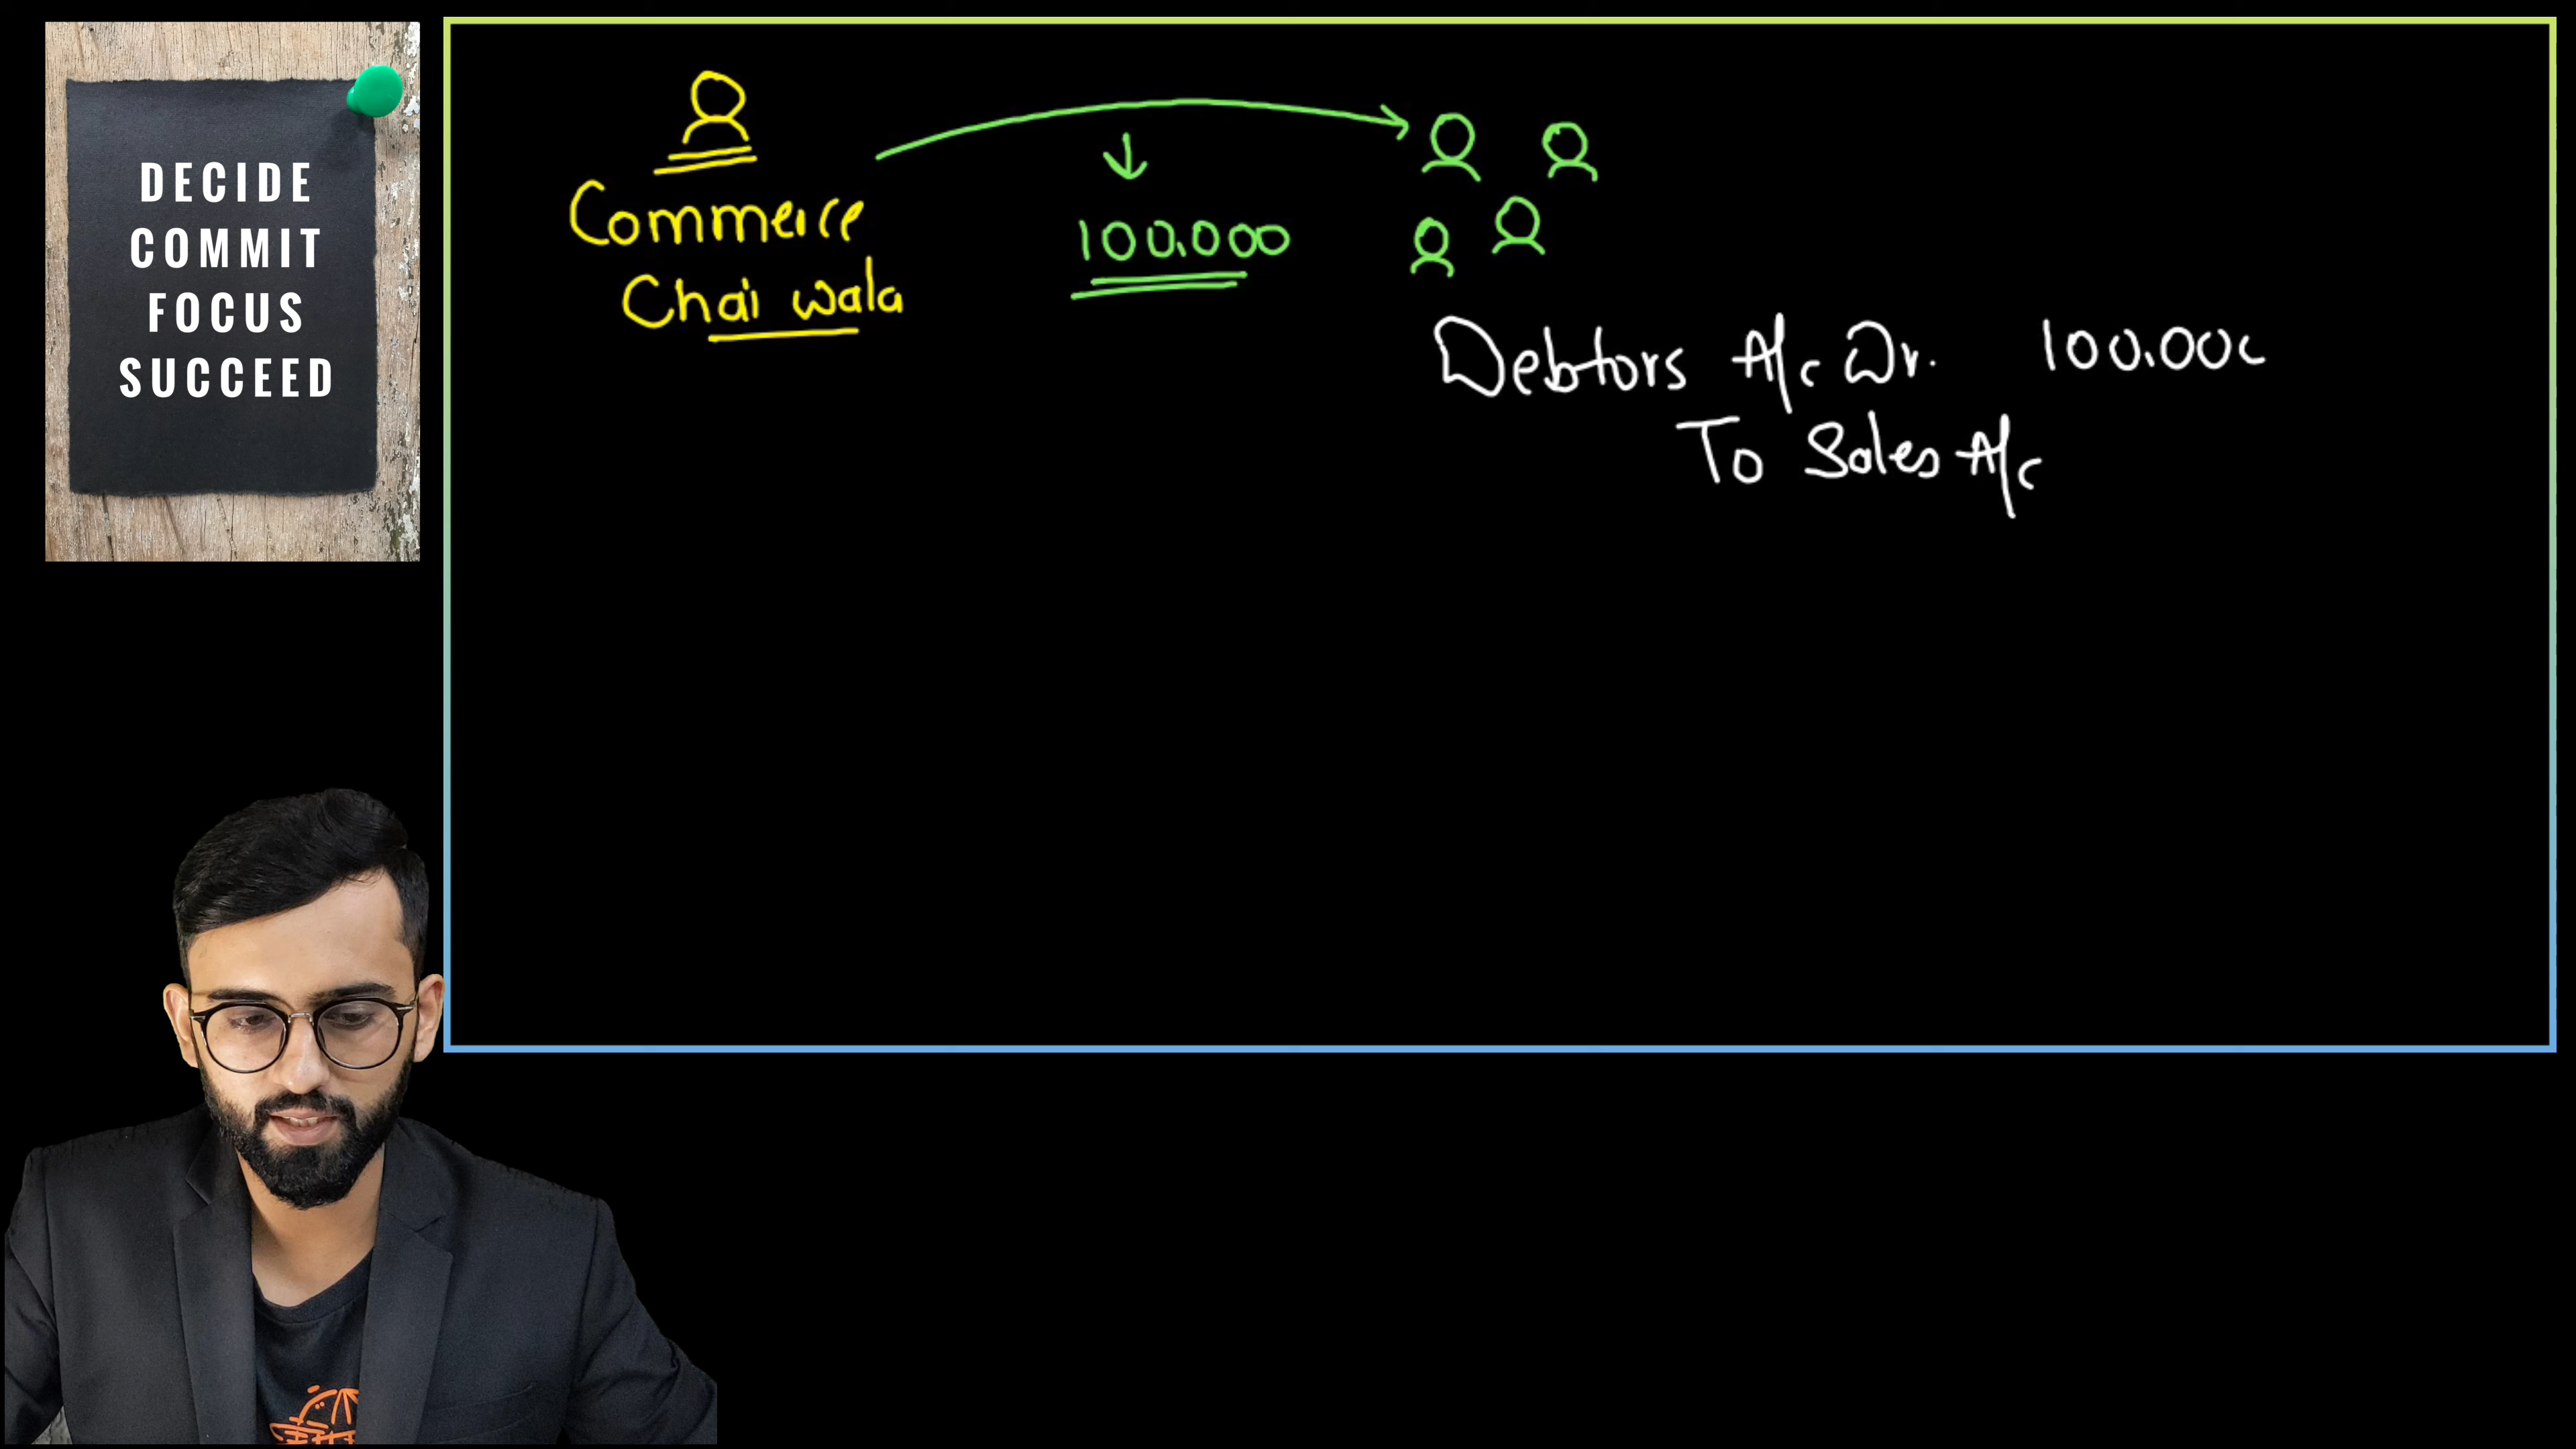 DECIDE
COMMIT
FOCUS
SUCCEED
Commerce
Chai wala
100.000
Debtors A/c Dr. 100.000
To Sales A/c